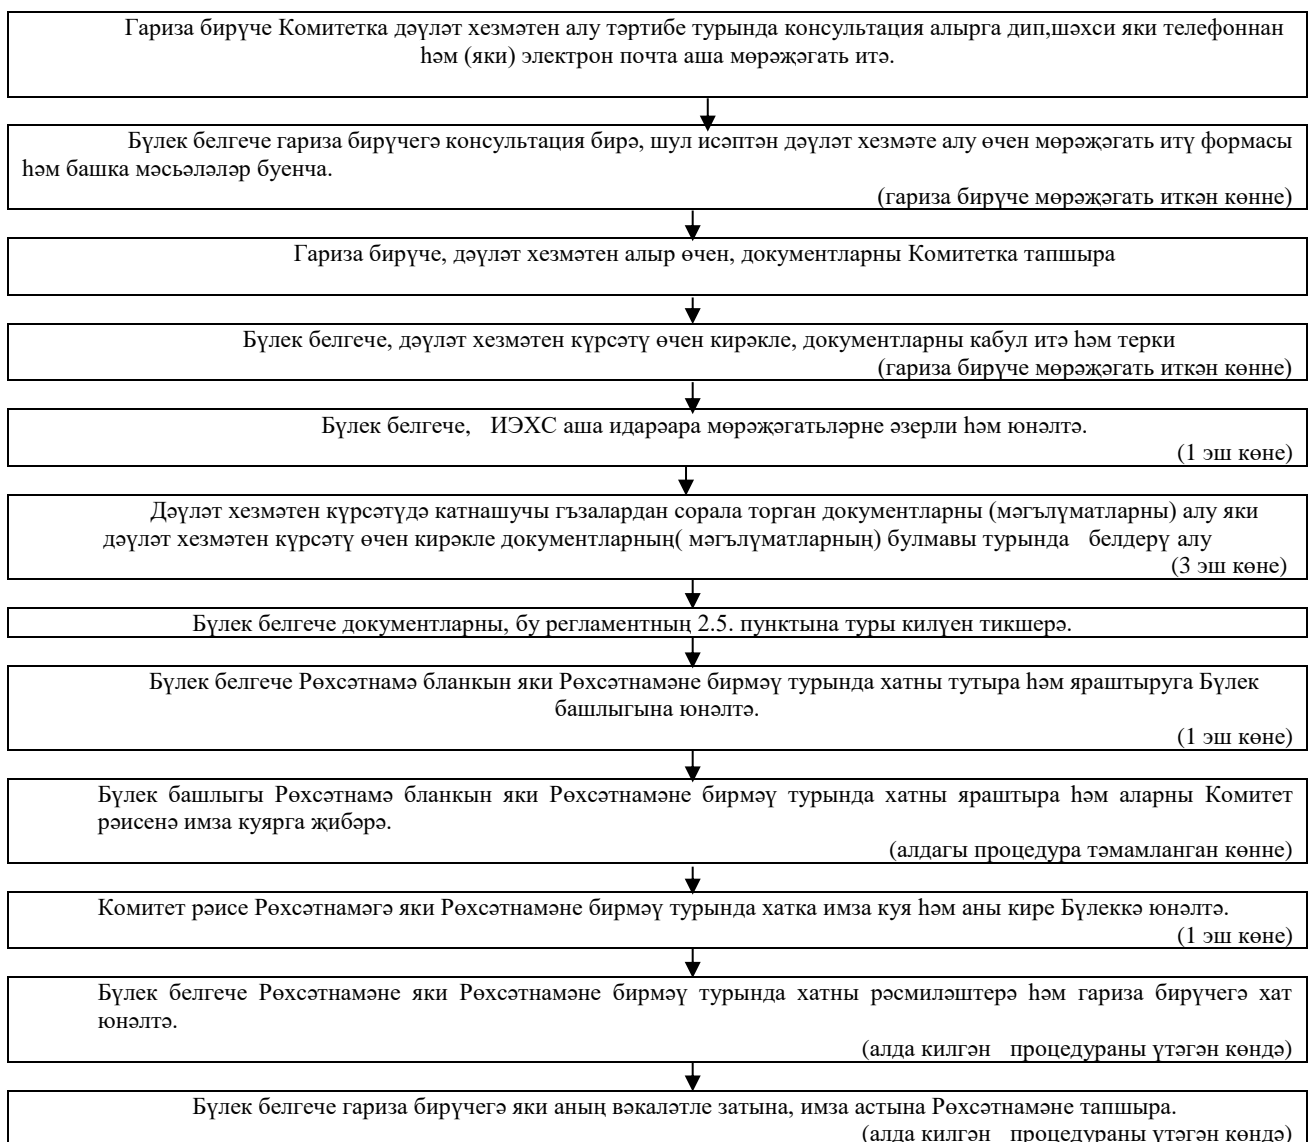 Гариза бирүче Комитетка дәүләт хезмәтен алу тәртибе турында консультация алырга дип,шәхси яки телефоннан
һәм (яки) электрон почта аша мөрәҗәгать итә.
Бүлек белгече гариза бирүчегә консультация бирә, шул исәптән дәүләт хезмәте алу өчен мөрәҗәгать итү формасы
һәм башка мәсьәләләр буенча.
(гариза бирүче мөрәҗәгать иткән көнне)
Гариза бирүче, дәүләт хезмәтен алыр өчен, документларны Комитетка тапшыра
Бүлек белгече, дәүләт хезмәтен күрсәтү өчен кирәкле, документларны кабул итә һәм терки
(гариза бирүче мөрәҗәгать иткән көнне)
Бүлек белгече, ИЭХС аша идарәара мөрәҗәгатьләрне әзерли һәм юнәлтә.
(1 эш көне)
Дәүләт хезмәтен күрсәтүдә катнашучы гъзалардан сорала торган документларны (мәгълүматларны) алу яки
дәүләт хезмәтен күрсәтү өчен кирәкле документларның( мәгълүматларның) булмавы турында белдерү алу
(3 эш көне)
Бүлек белгече документларны, бу регламентның 2.5. пунктына туры килүен тикшерә.
Бүлек белгече Рөхсәтнамә бланкын яки Рөхсәтнамәне бирмәү турында хатны тутыра һәм яраштыруга Бүлек
башлыгына юнәлтә.
(1 эш көне)
Бүлек башлыгы Рөхсәтнамә бланкын яки Рөхсәтнамәне бирмәү турында хатны яраштыра һәм аларны Комитет
рәисенә имза куярга җибәрә.
(алдагы процедура тәмамланган көнне)
Комитет рәисе Рөхсәтнамәгә яки Рөхсәтнамәне бирмәү турында хатка имза куя һәм аны кире Бүлеккә юнәлтә.
(1 эш көне)
Бүлек белгече Рөхсәтнамәне яки Рөхсәтнамәне бирмәү турында хатны рәсмиләштерә һәм гариза бирүчегә хат
юнәлтә.
(алда килгән процедураны үтәгән көндә)
Бүлек белгече гариза бирүчегә яки аның вәкаләтле затына, имза астына Рөхсәтнамәне тапшыра.
(алда килгән процедураны үтәгән көндә)